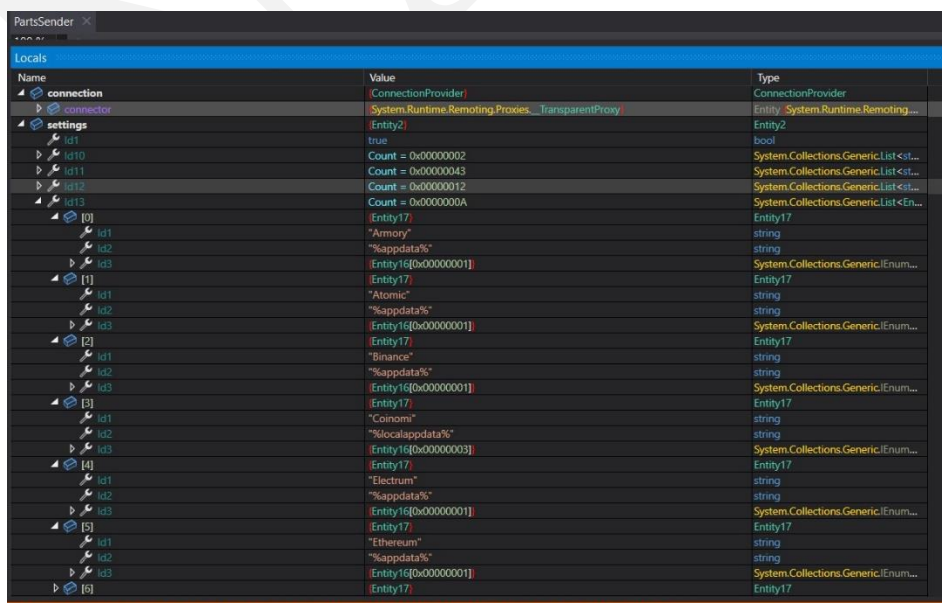 PartsSender ×
100 %
Locals
Name Value Type
connection {ConnectionProvider} ConnectionProvider
connector {System.Runtime.Remoting.Proxies.__TransparentProxy} Entity {System.Runtime.Remoting....
settings {Entity2} Entity2
Id1 true bool
Id10 Count = 0x00000002 System.Collections.Generic.List<st...
Id11 Count = 0x00000043 System.Collections.Generic.List<st...
Id12 Count = 0x00000012 System.Collections.Generic.List<st...
Id13 Count = 0x0000000A System.Collections.Generic.List<En...
[0] {Entity17} Entity17
Id1 "Armory" string
Id2 "%appdata%" string
Id3 {Entity16[0x00000001]} System.Collections.Generic.IEnum...
[1] {Entity17} Entity17
Id1 "Atomic" string
Id2 "%appdata%" string
Id3 {Entity16[0x00000001]} System.Collections.Generic.IEnum...
[2] {Entity17} Entity17
Id1 "Binance" string
Id2 "%appdata%" string
Id3 {Entity16[0x00000001]} System.Collections.Generic.IEnum...
[3] {Entity17} Entity17
Id1 "Coinomi" string
Id2 "%localappdata%" string
Id3 {Entity16[0x00000003]} System.Collections.Generic.IEnum...
[4] {Entity17} Entity17
Id1 "Electrum" string
Id2 "%appdata%" string
Id3 {Entity16[0x00000001]} System.Collections.Generic.IEnum...
[5] {Entity17} Entity17
Id1 "Ethereum" string
Id2 "%appdata%" string
Id3 {Entity16[0x00000001]} System.Collections.Generic.IEnum...
[6] {Entity17} Entity17